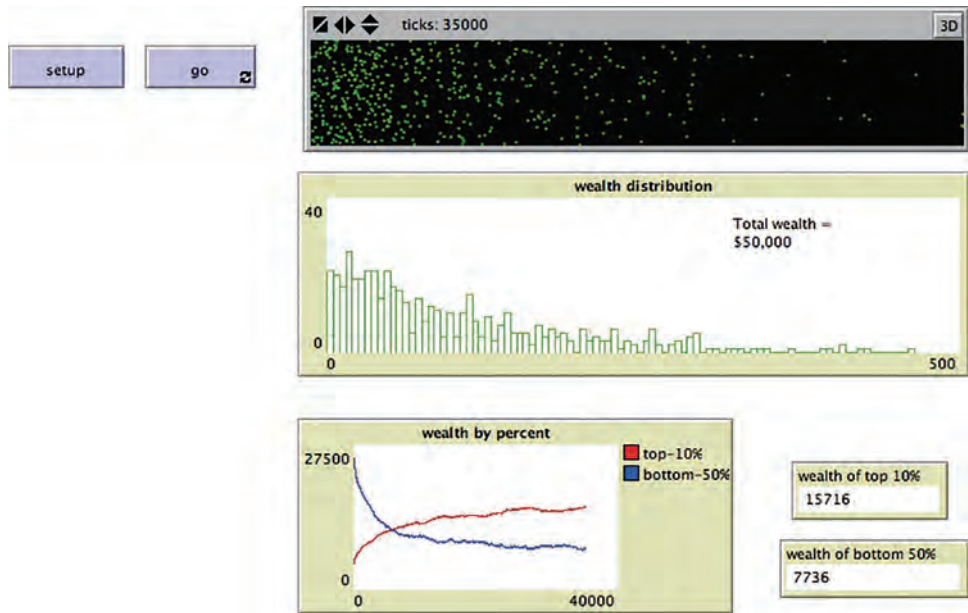 ticks: 35000
3D
setup
go
wealth distribution
40
Total wealth =
$50,000
0
0
500
wealth by percent
27500
top-10%
bottom-50%
0
0
40000
wealth of top 10%
15716
wealth of bottom 50%
7736